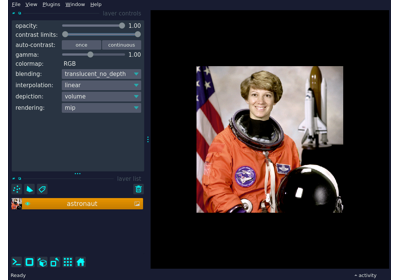 File View Plugins Window Help
layer controls
opacity: 1.00
contrast limits:
auto-contrast: once continuous
gamma: 1.00
colormap: RGB
blending: translucent_no_depth
interpolation: linear
depiction: volume
rendering: mip
layer list
astronaut
Ready
activity